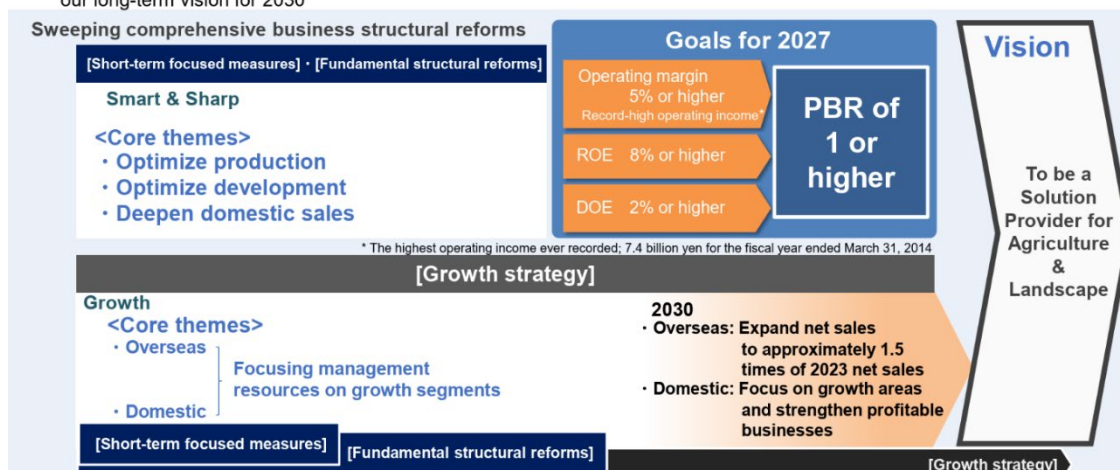 our long-term vision for 2030
Sweeping comprehensive business structural reforms
[Short-term focused measures]・[Fundamental structural reforms]
Smart & Sharp
<Core themes>
・Optimize production
・Optimize development
・Deepen domestic sales
Goals for 2027
Operating margin
5% or higher
Record-high operating income*
ROE 8% or higher
DOE 2% or higher
PBR of
1 or
higher
* The highest operating income ever recorded; 7.4 billion yen for the fiscal year ended March 31, 2014
Vision
To be a
Solution
Provider for
Agriculture
&
Landscape
[Growth strategy]
Growth
<Core themes>
・Overseas
・Domestic
Focusing management
resources on growth segments
2030
・Overseas: Expand net sales
to approximately 1.5
times of 2023 net sales
・Domestic: Focus on growth areas
and strengthen profitable
businesses
[Short-term focused measures]
[Fundamental structural reforms]
[Growth strategy]